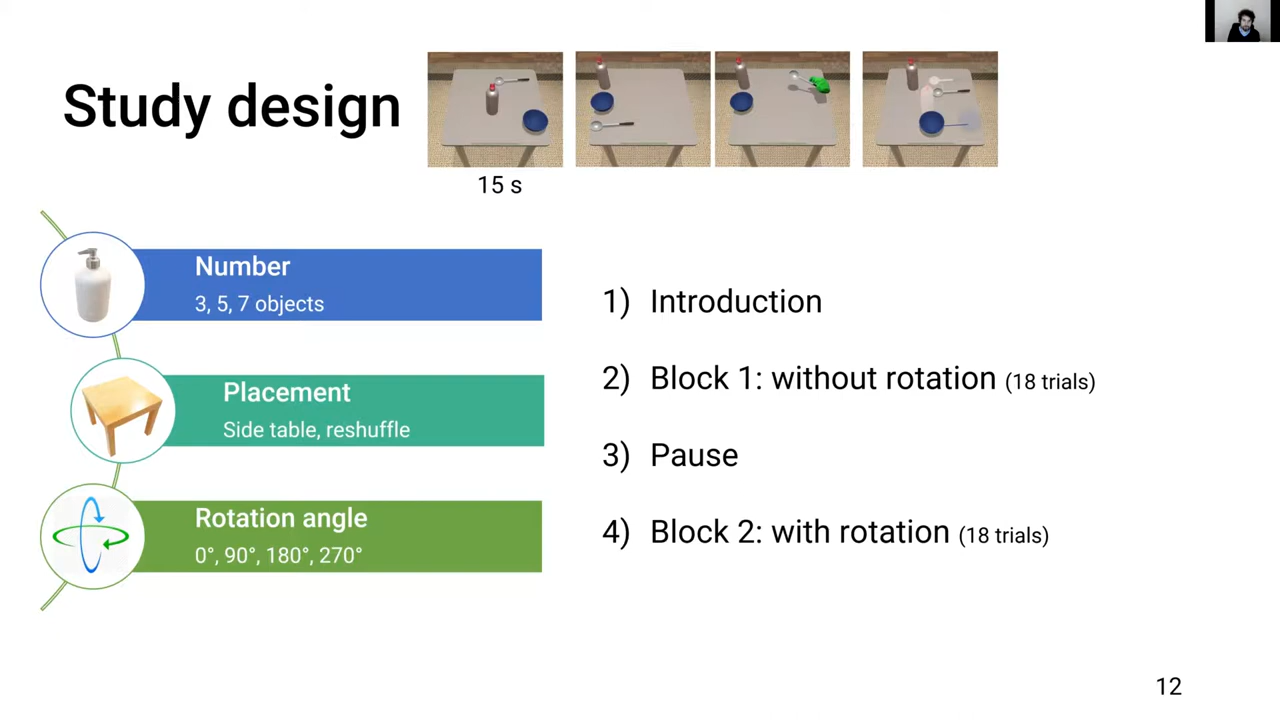 Study design
15 s
Number
3, 5, 7 objects
Placement
Side table, reshuffle
Rotation angle
0°, 90°, 180°, 270°
1) Introduction
2) Block 1: without rotation (18 trials)
3) Pause
4) Block 2: with rotation (18 trials)
12